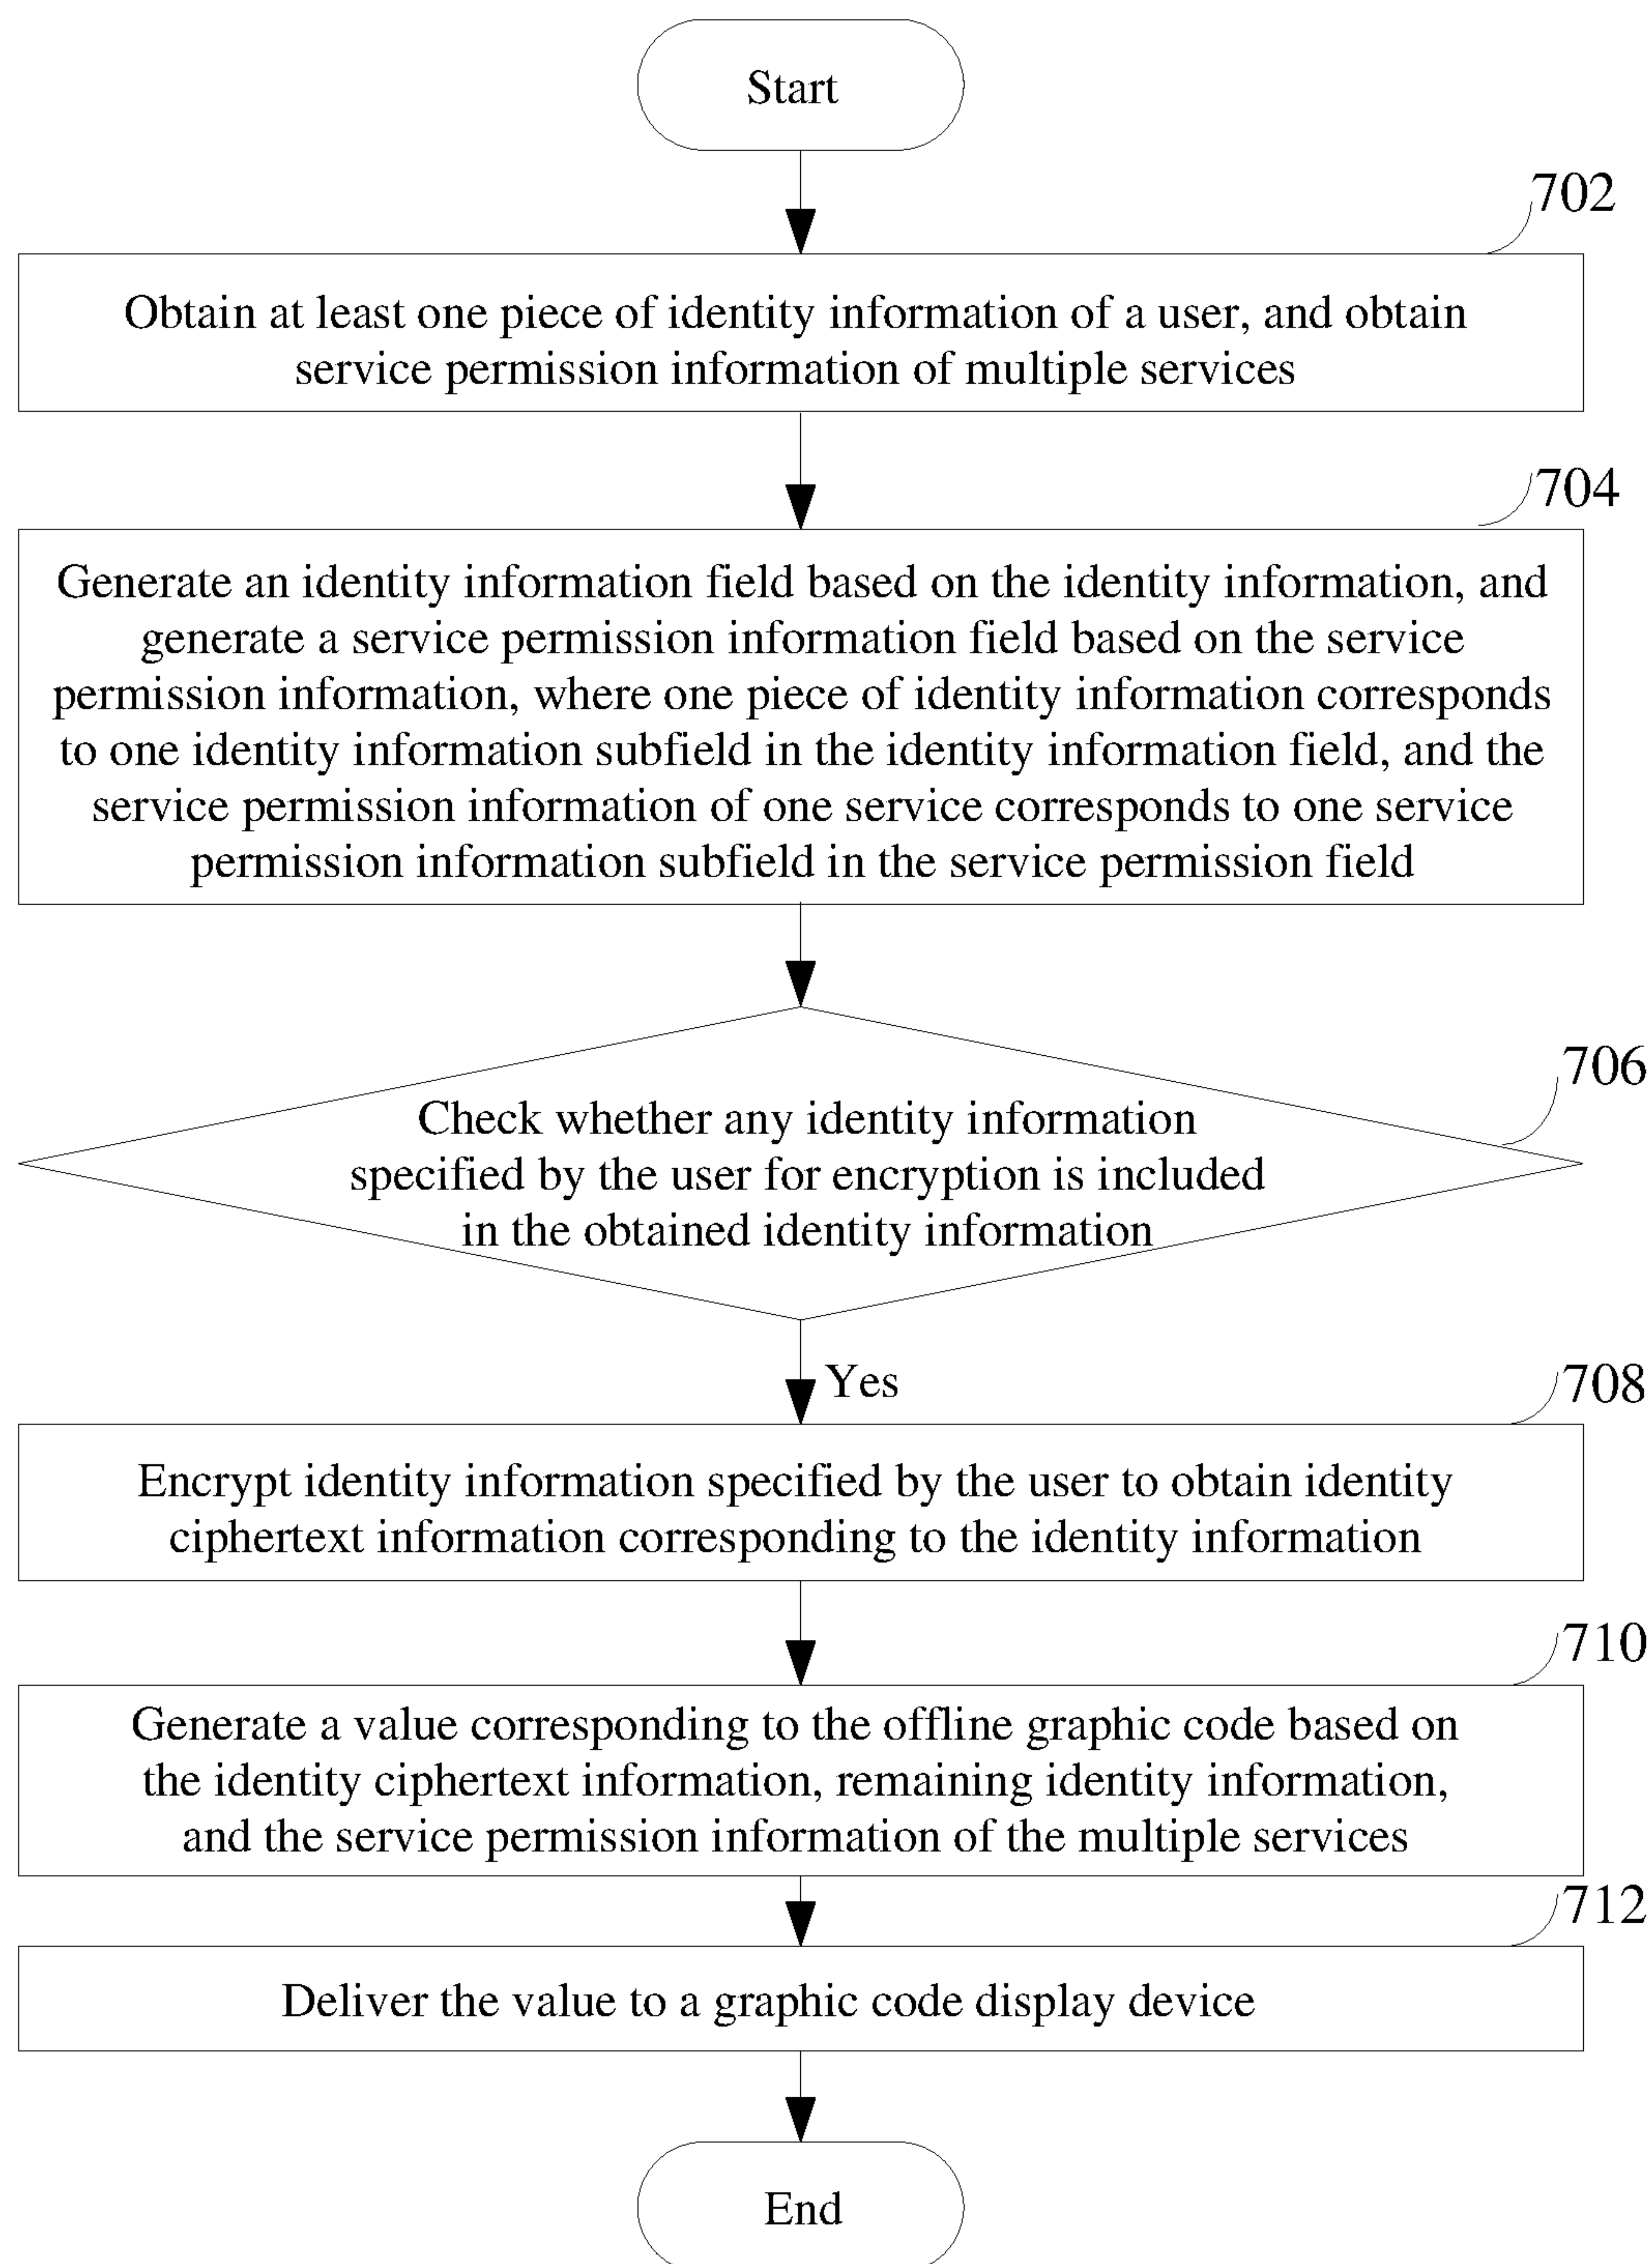 Start
702
Obtain at least one piece of identity information of a user, and obtain
service permission information of multiple services
704
Generate an identity information field based on the identity information, and
generate a service permission information field based on the service
permission information, where one piece of identity information corresponds
to one identity information subfield in the identity information field, and the
service permission information of one service corresponds to one service
permission information subfield in the service permission field
706
Check whether any identity information
specified by the user for encryption is included
in the obtained identity information
Yes
708
Encrypt identity information specified by the user to obtain identity
ciphertext information corresponding to the identity information
710
Generate a value corresponding to the offline graphic code based on
the identity ciphertext information, remaining identity information,
and the service permission information of the multiple services
712
Deliver the value to a graphic code display device
End